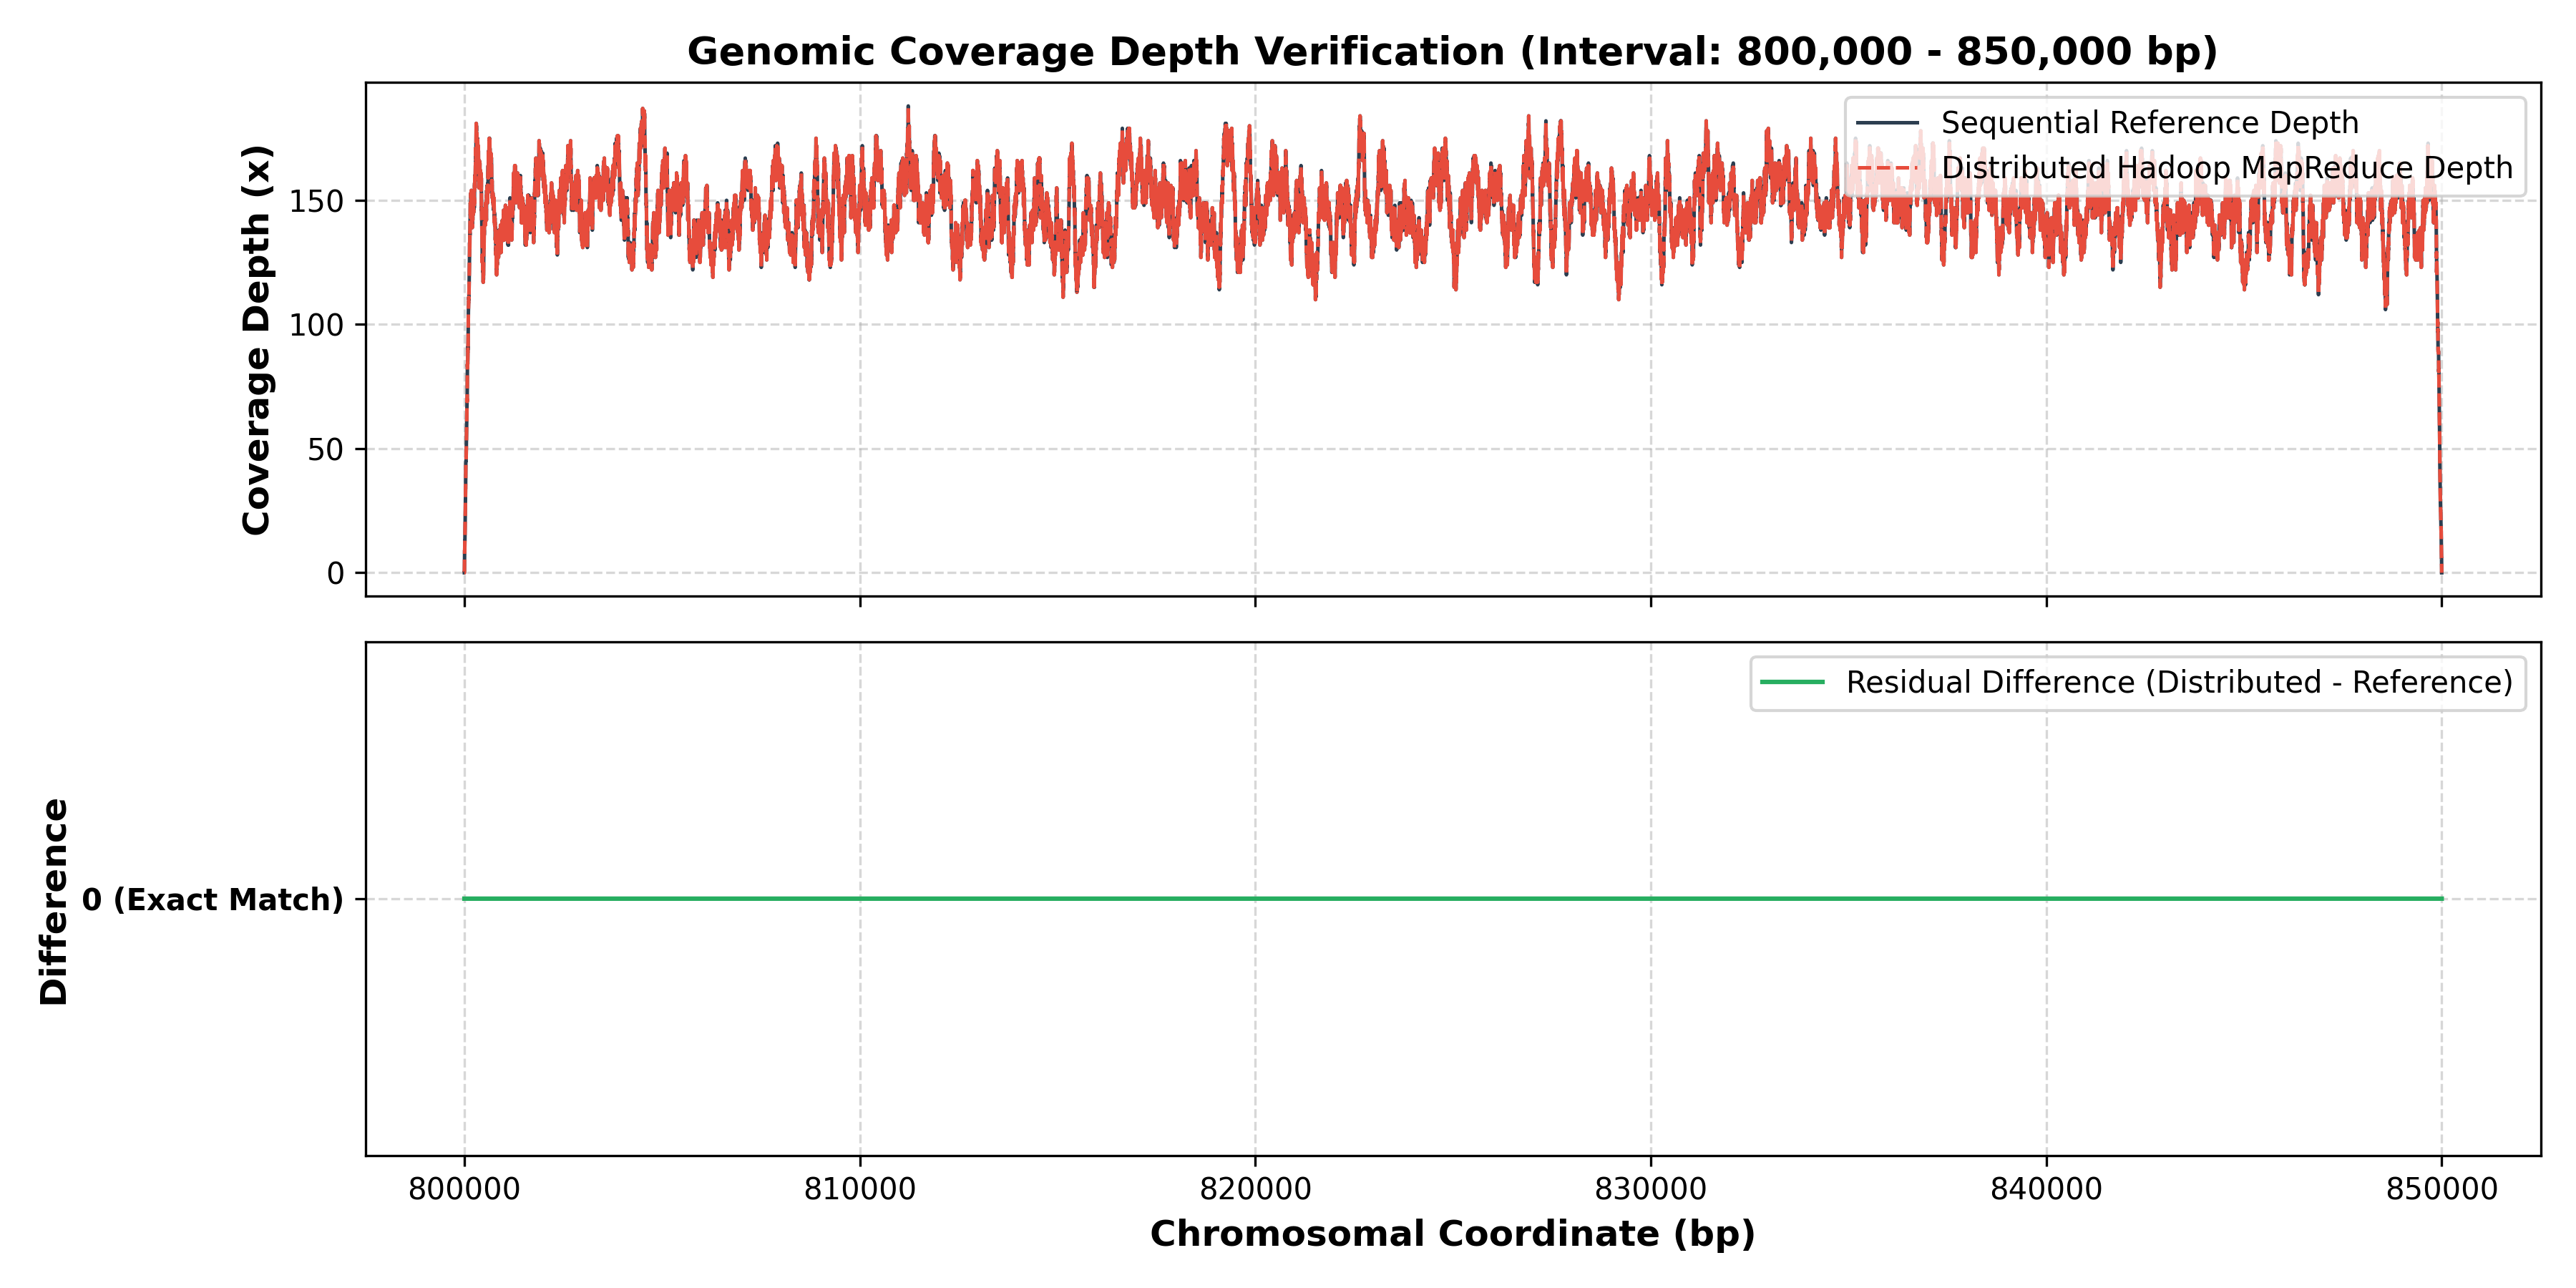 Genomic Coverage Depth Verification (Interval: 800,000 - 850,000 bp)
Coverage Depth (x)
150
100
50
0
Sequential Reference Depth
Distributed Hadoop MapReduce Depth
Difference
0 (Exact Match)
Residual Difference (Distributed - Reference)
800000 810000 820000 830000 840000 850000
Chromosomal Coordinate (bp)